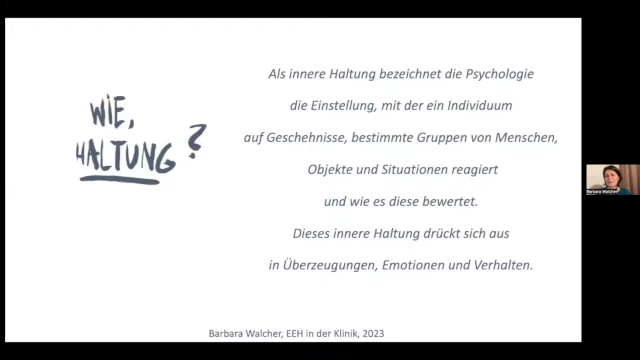 WIE,
HALTUNG?
Als innere Haltung bezeichnet die Psychologie
die Einstellung, mit der ein Individuum
auf Geschehnisse, bestimmte Gruppen von Menschen,
Objekte und Situationen reagiert
und wie es diese bewertet.
Dieses innere Haltung drückt sich aus
in Überzeugungen, Emotionen und Verhalten.
Barbara Walcher, EEH in der Klinik, 2023
Barbara Walcher